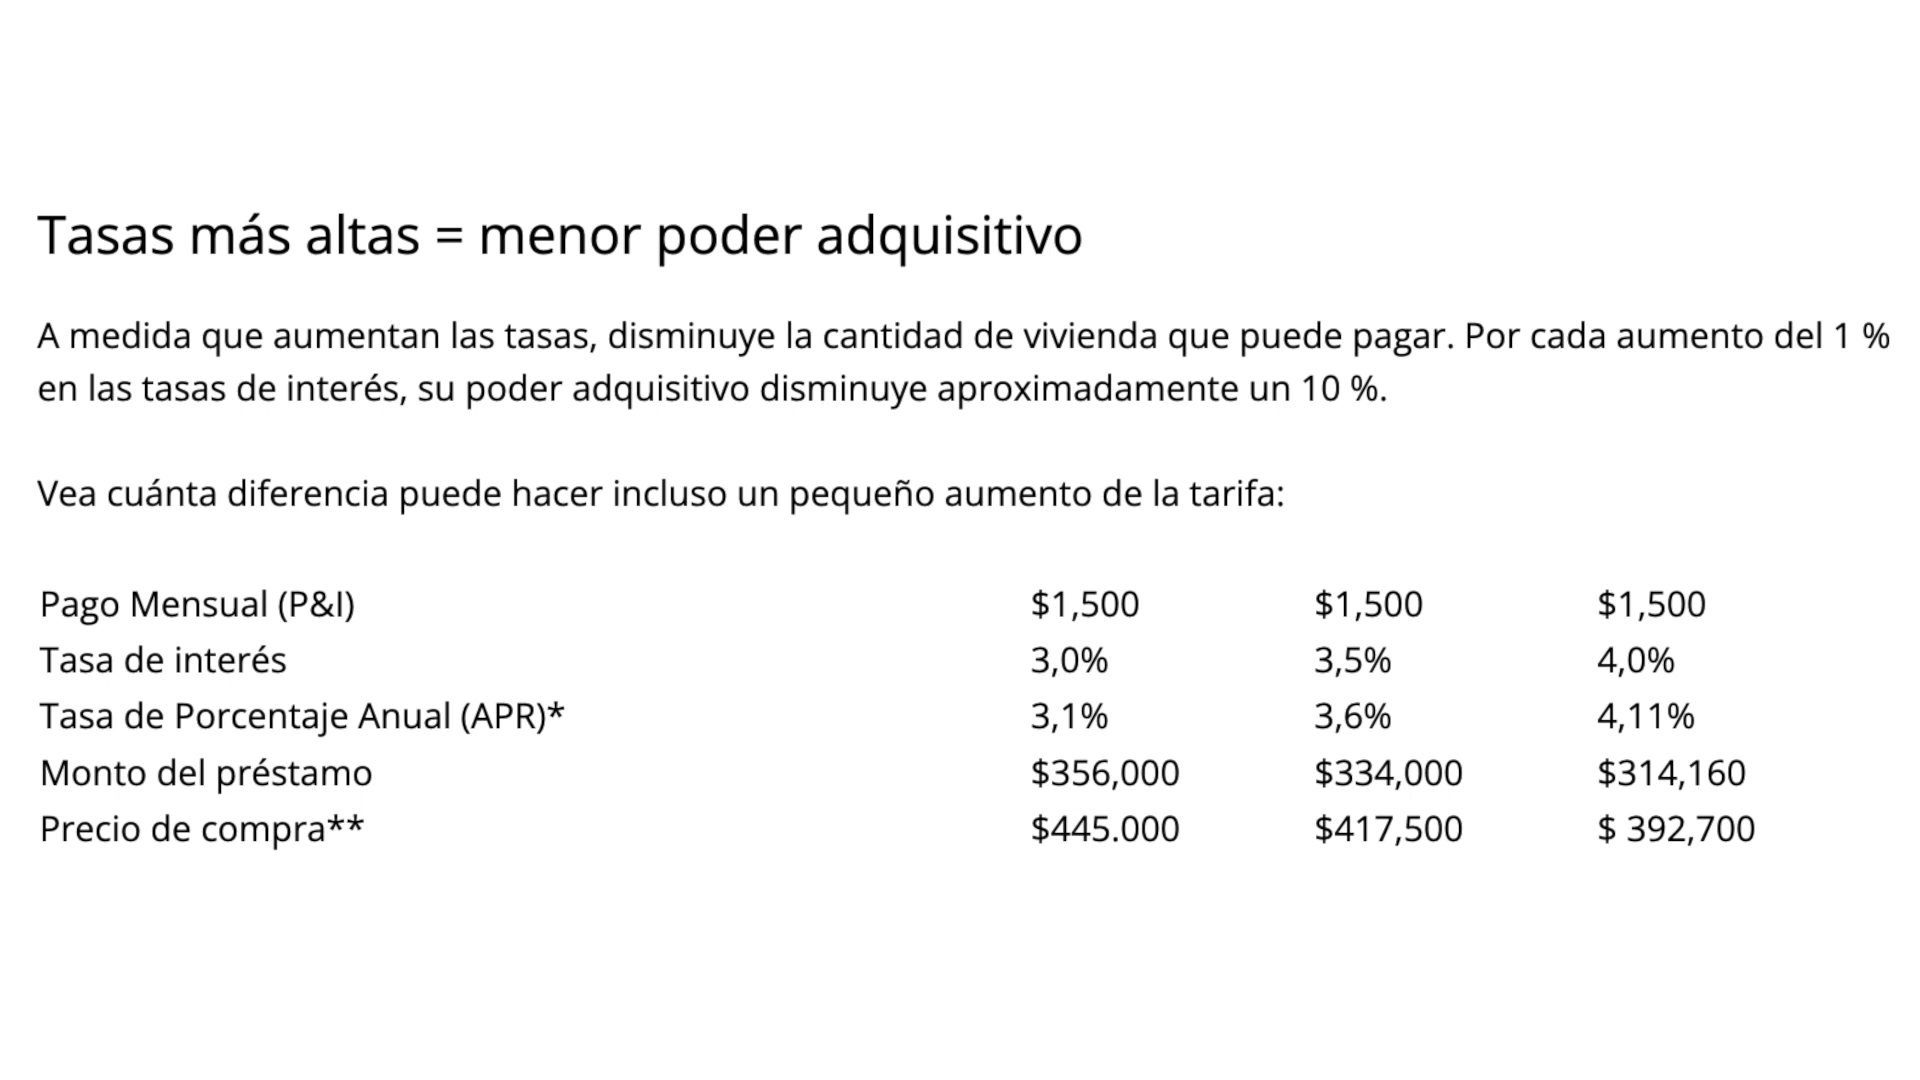 Tasas más altas = menor poder adquisitivo
A medida que aumentan las tasas, disminuye la cantidad de vivienda que puede pagar. Por cada aumento del 1 %
en las tasas de interés, su poder adquisitivo disminuye aproximadamente un 10 %.
Vea cuánta diferencia puede hacer incluso un pequeño aumento de la tarifa:
Pago Mensual (P&I) $1,500 $1,500 $1,500
Tasa de interés 3,0% 3,5% 4,0%
Tasa de Porcentaje Anual (APR)* 3,1% 3,6% 4,11%
Monto del préstamo $356,000 $334,000 $314,160
Precio de compra** $445.000 $417,500 $ 392,700